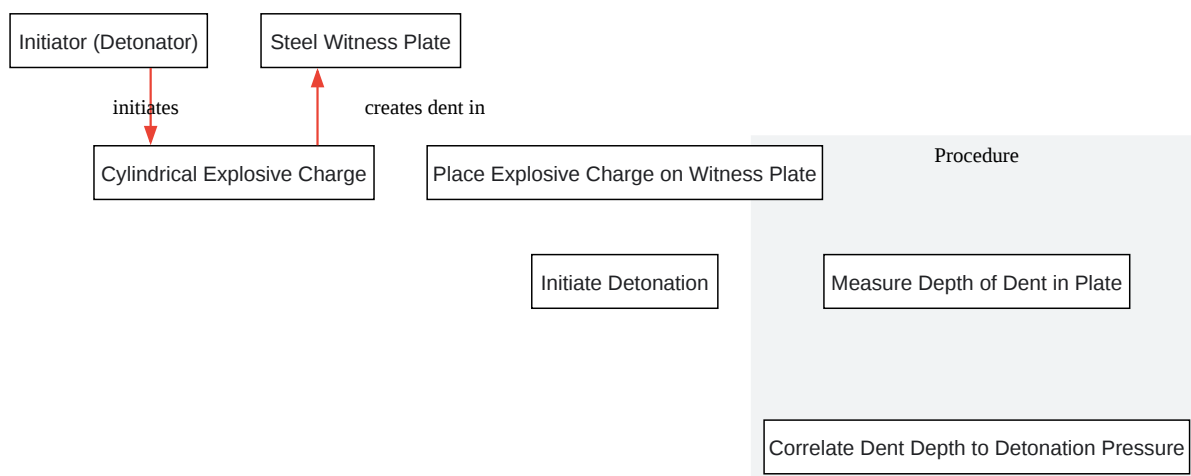 Initiator (Detonator)
Steel Witness Plate
initiates
creates dent in
Cylindrical Explosive Charge
Place Explosive Charge on Witness Plate
Procedure
Initiate Detonation
Measure Depth of Dent in Plate
Correlate Dent Depth to Detonation Pressure